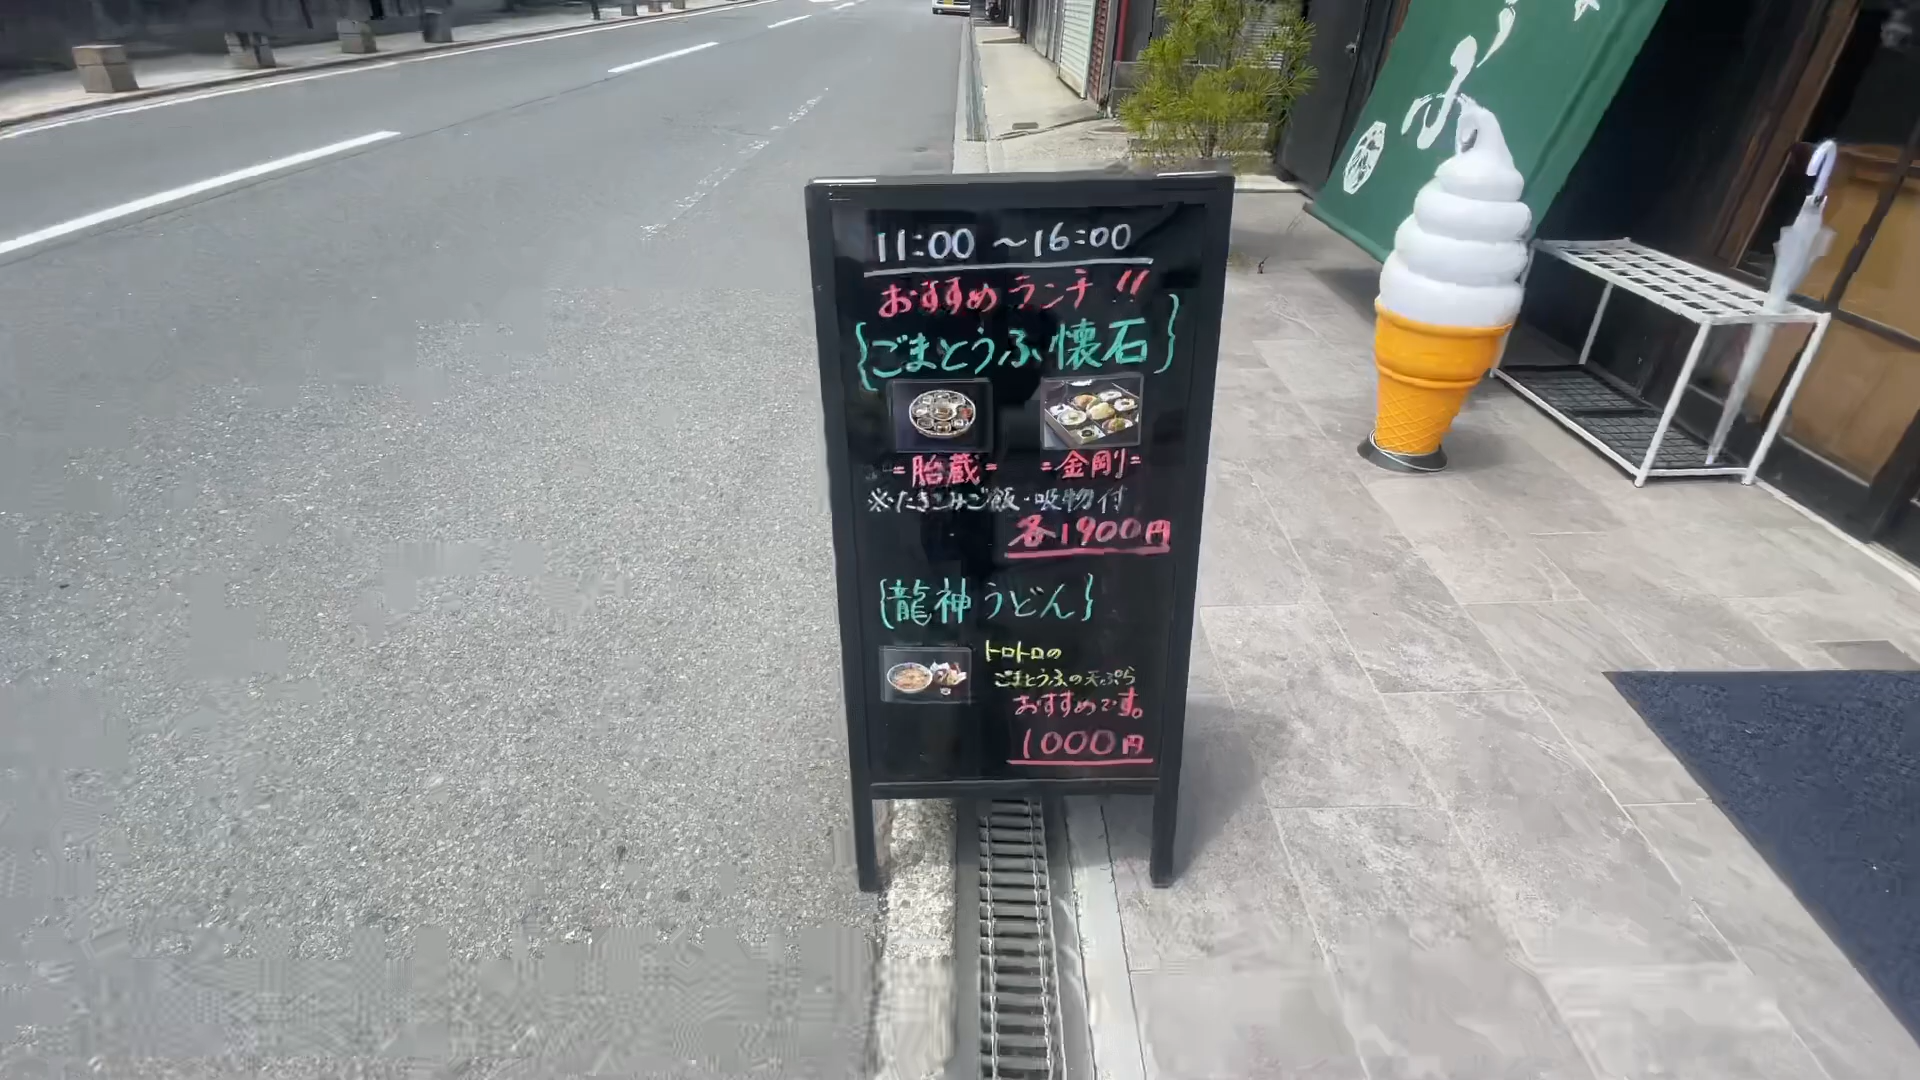 11:00 ～16:00
おすすめランチ!!
{ごまとうふ懐石}
=胎蔵= =金剛=
※たきこみご飯・吸物付
各1900円
{龍神うどん}
トロトロの
ごまとうふの天ぷら
おすすめです。
1000円